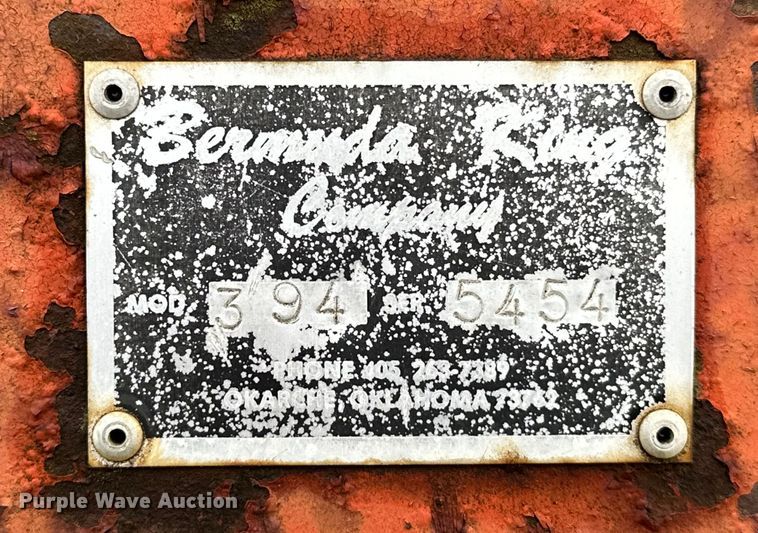 Bermuda King
Company
MOD 394 SER 5454
PHONE 405 263-7389
OKARCHE, OKLAHOMA 73762
Purple Wave Auction